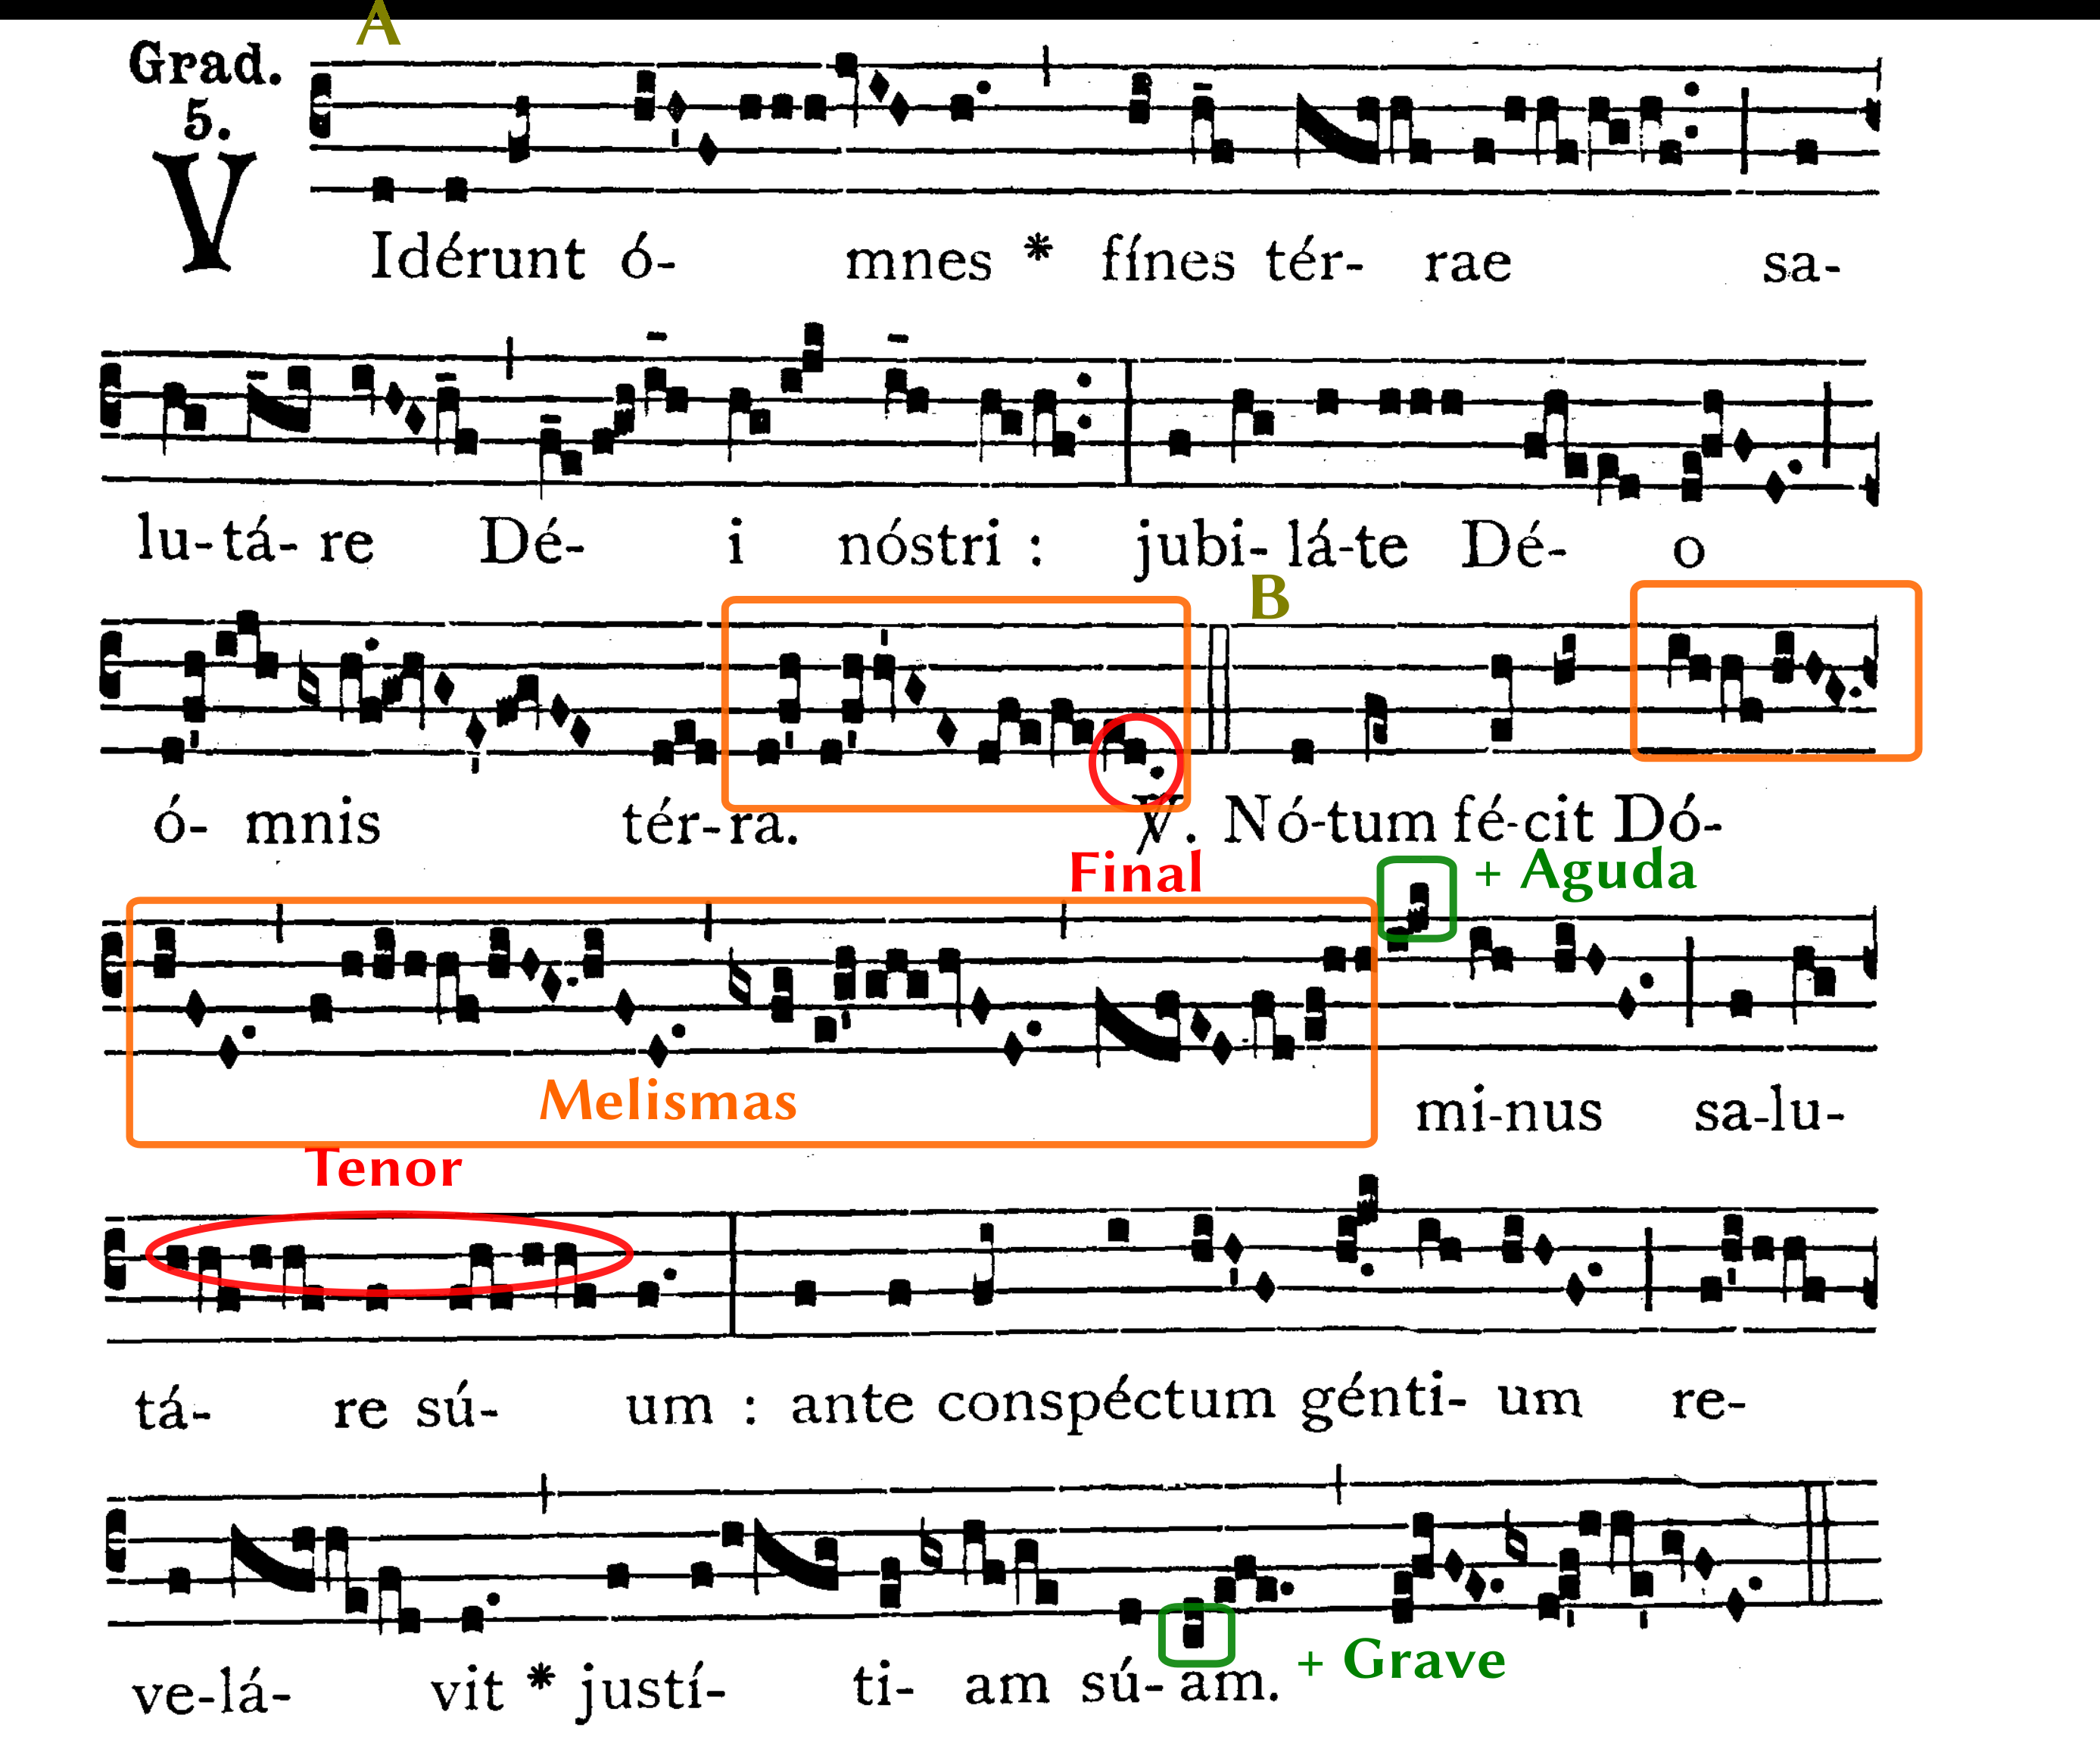 A
Grad.
5.
V
Idérunt ó- mnes * fínes tér- rae sa-
lu-tá- re Dé- i nóstri : jubi- lá-te Dé- o
B
ó- mnis tér-ra. ℣. Nó-tum fé-cit Dó-
Final
+ Aguda
Melismas
mi-nus sa-lu-
Tenor
tá- re sú- um : ante conspéctum génti- um re-
ve-lá- vit * justí- ti- am sú- am.
+ Grave